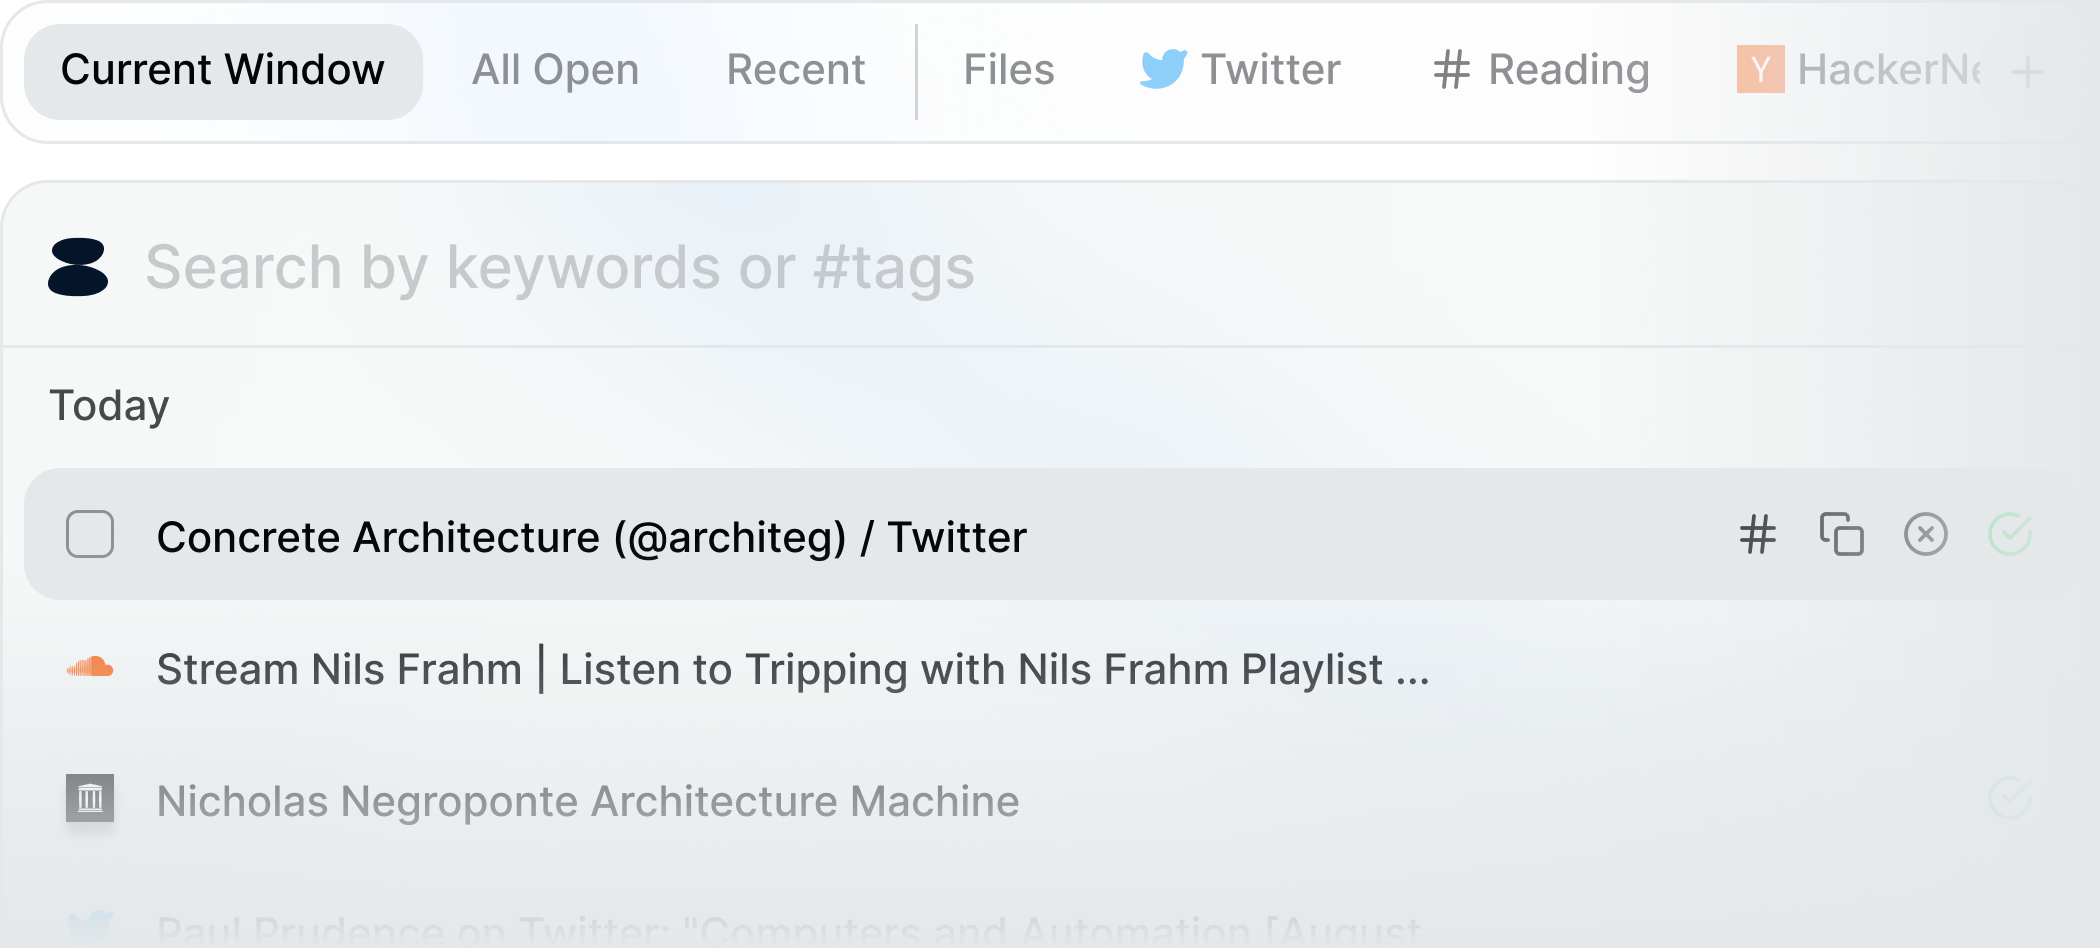 Current Window All Open Recent Files Twitter # Reading Y HackerNe +
Search by keywords or #tags
Today
Concrete Architecture (@architeg) / Twitter #
Stream Nils Frahm | Listen to Tripping with Nils Frahm Playlist ...
Nicholas Negroponte Architecture Machine
Paul Prudence on Twitter: "Computers and Automation [August